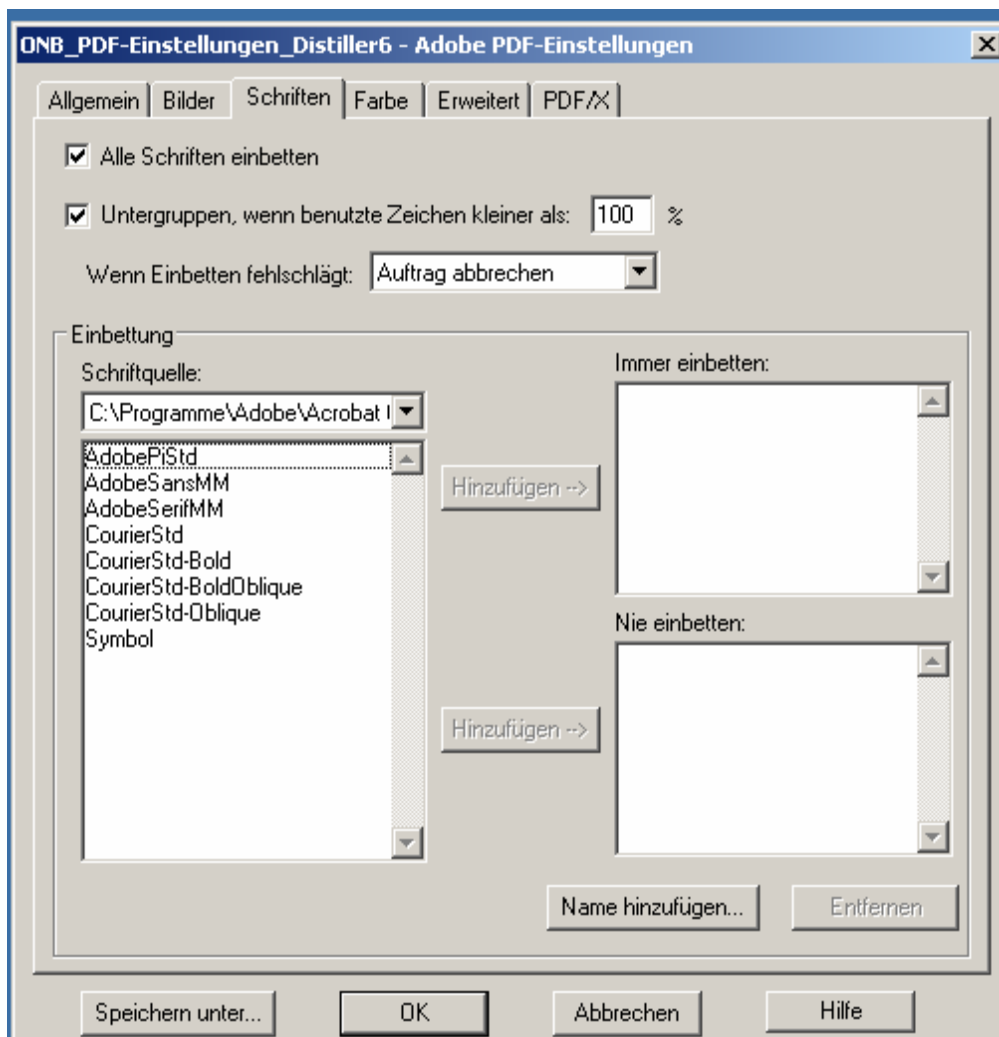 ONB_PDF-Einstellungen_Distiller6 - Adobe PDF-Einstellungen
Allgemein Bilder Schriften Farbe Erweitert PDF/X
Alle Schriften einbetten
Untergruppen, wenn benutzte Zeichen kleiner als: 100 %
Wenn Einbetten fehlschlägt: Auftrag abbrechen
Einbettung
Schriftquelle:
C:\Programme\Adobe\Acrobat
AdobePiStd
AdobeSansMM
AdobeSerifMM
CourierStd
CourierStd-Bold
CourierStd-BoldOblique
CourierStd-Oblique
Symbol
Hinzufügen -->
Hinzufügen -->
Immer einbetten:
Nie einbetten:
Name hinzufügen...
Entfernen
Speichern unter...
OK
Abbrechen
Hilfe